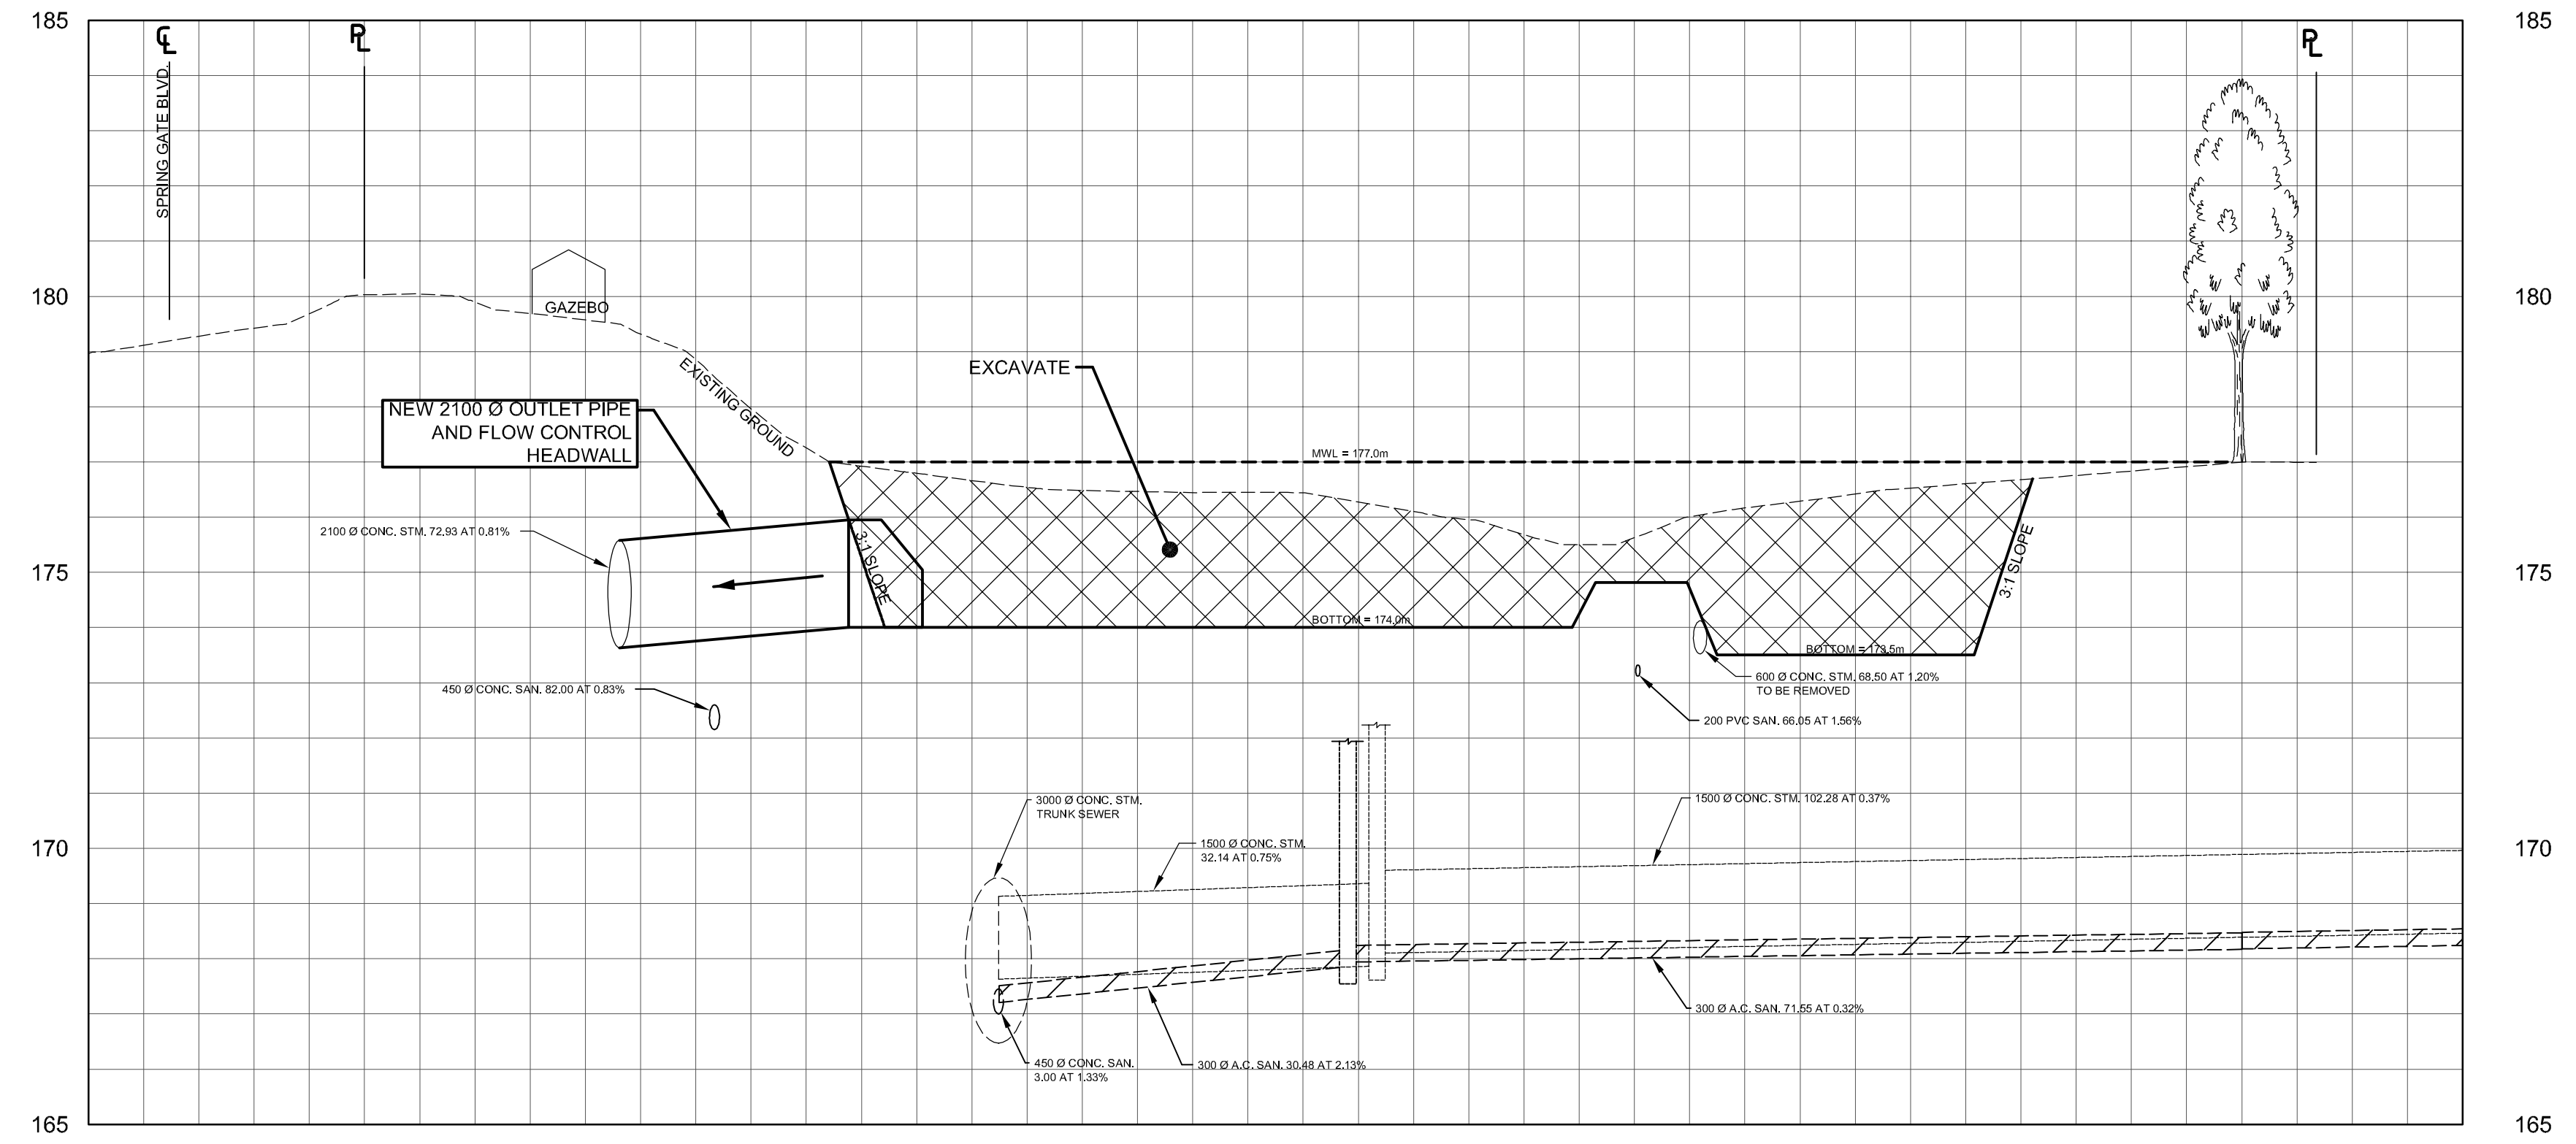 185
185
℄
SPRING GATE BLVD.
PL
PL
180
180
GAZEBO
EXISTING GROUND
EXCAVATE
NEW 2100 Ø OUTLET PIPE
AND FLOW CONTROL
HEADWALL
MWL = 177.0m
2100 Ø CONC. STM. 72.93 AT 0.81%
3:1 SLOPE
3:1 SLOPE
175
175
BOTTOM = 174.0m
BOTTOM = 173.5m
450 Ø CONC. SAN. 82.00 AT 0.83%
600 Ø CONC. STM. 68.50 AT 1.20%
TO BE REMOVED
200 PVC SAN. 66.05 AT 1.56%
3000 Ø CONC. STM.
TRUNK SEWER
1500 Ø CONC. STM. 102.28 AT 0.37%
1500 Ø CONC. STM.
32.14 AT 0.75%
170
170
300 Ø A.C. SAN. 71.55 AT 0.32%
450 Ø CONC. SAN.
3.00 AT 1.33%
300 Ø A.C. SAN. 30.48 AT 2.13%
165
165